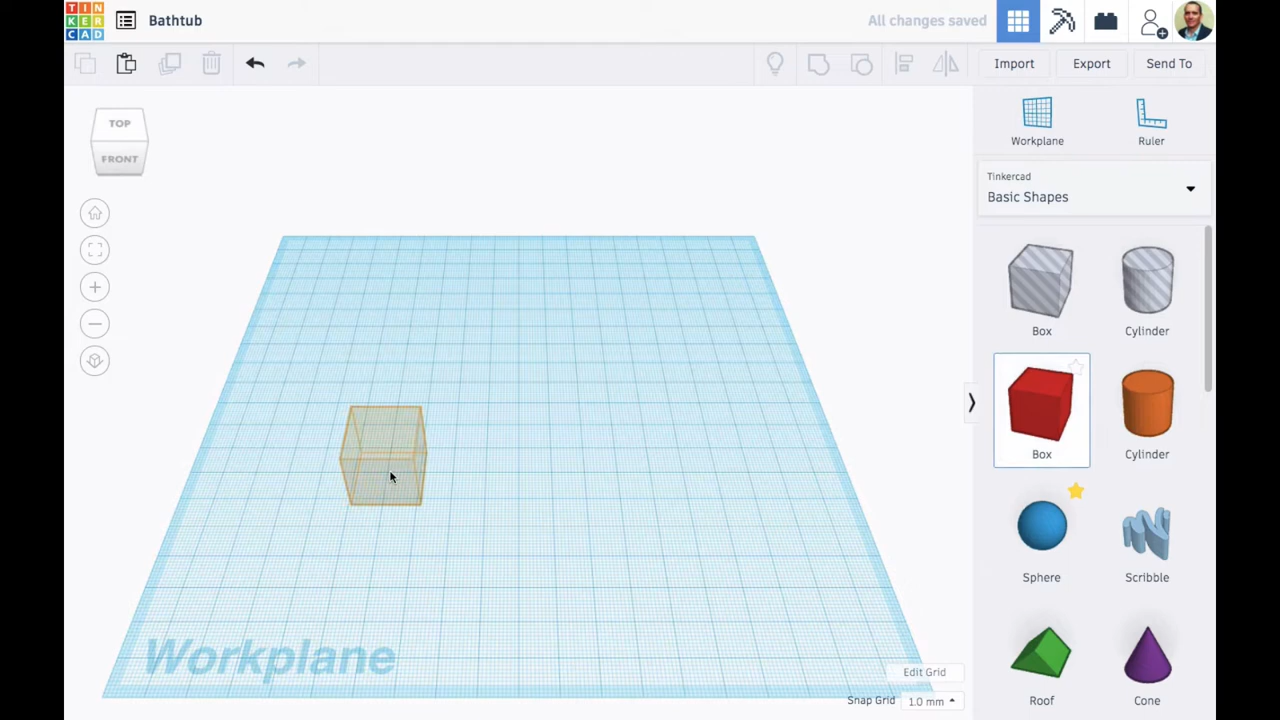 TIN
KER
CAD
Bathtub
All changes saved
Import
Export
Send To
TOP
FRONT
Workplane
Ruler
Tinkercad
Basic Shapes
Box
Cylinder
Box
Cylinder
Sphere
Scribble
Roof
Cone
Workplane
Edit Grid
Snap Grid 1.0 mm